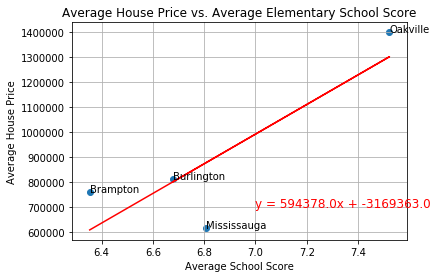 Average House Price vs. Average Elementary School Score
Average House Price
1400000
1300000
1200000
1100000
1000000
900000
800000
700000
600000
Oakville
Burlington
Brampton
y = 594378.0x + -3169363.0
Mississauga
6.4
6.6
6.8
7.0
7.2
7.4
Average School Score